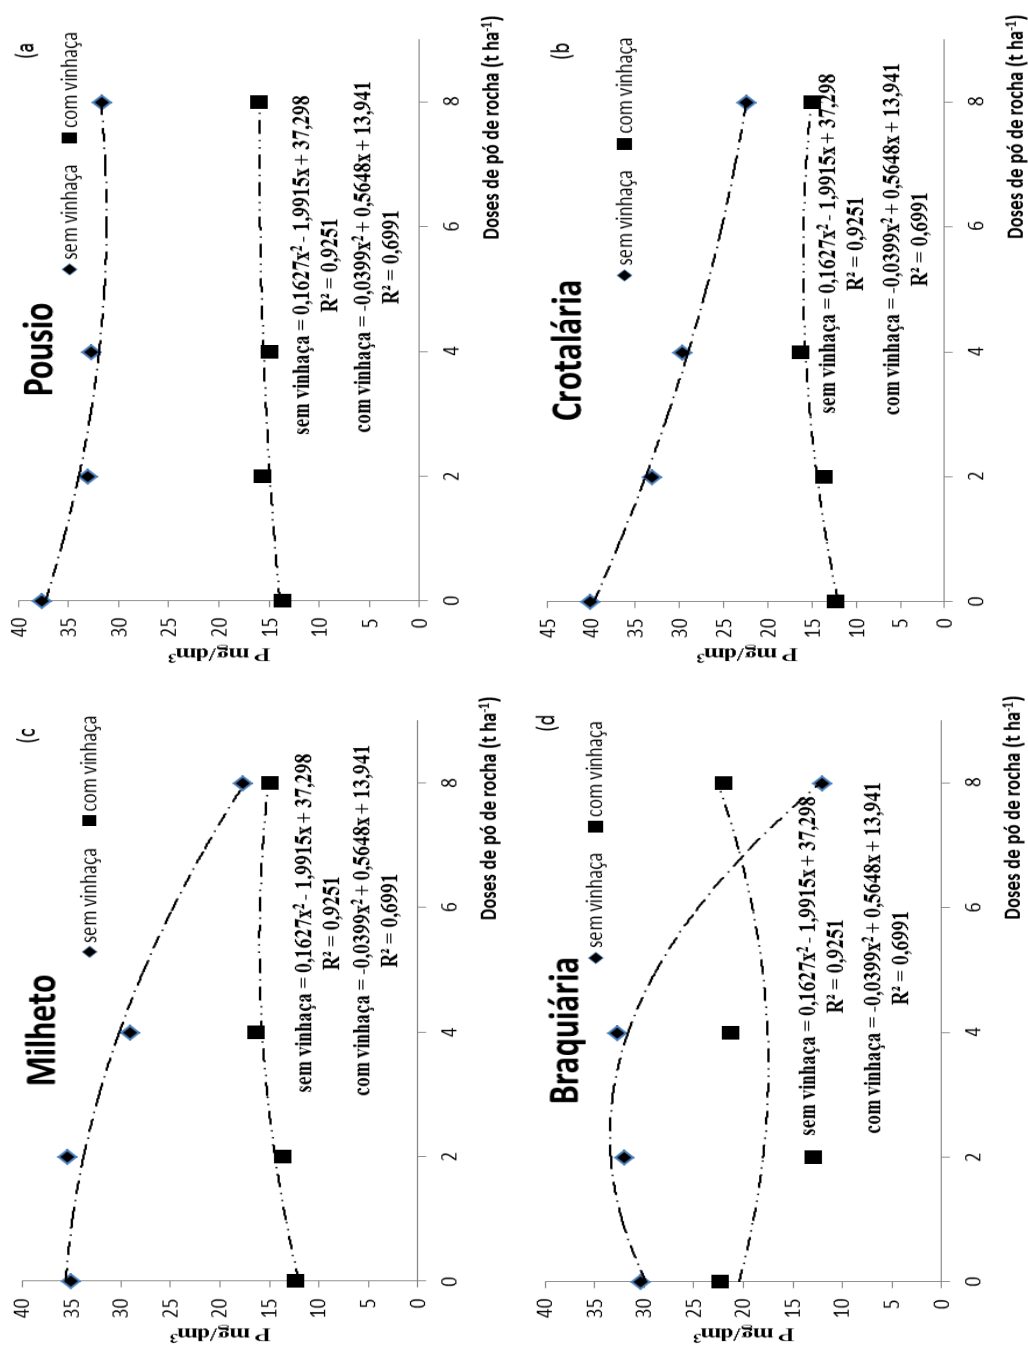 Pousio
(a
sem vinhaça com vinhaça
40
35
30
25
20
15
10
5
0
P mg/dm³
0 2 4 6 8
Doses de pó de rocha (t ha⁻¹)
sem vinhaça = 0,1627x² - 1,9915x + 37,298
R² = 0,9251
com vinhaça = -0,0399x² + 0,5648x + 13,941
R² = 0,6991
Crotalária
(b
sem vinhaça com vinhaça
45
40
35
30
25
20
15
10
5
0
P mg/dm³
0 2 4 6 8
Doses de pó de rocha (t ha⁻¹)
sem vinhaça = 0,1627x² - 1,9915x + 37,298
R² = 0,9251
com vinhaça = -0,0399x² + 0,5648x + 13,941
R² = 0,6991
Milheto
(c
sem vinhaça com vinhaça
40
35
30
25
20
15
10
5
0
P mg/dm³
0 2 4 6 8
Doses de pó de rocha (t ha⁻¹)
sem vinhaça = 0,1627x² - 1,9915x + 37,298
R² = 0,9251
com vinhaça = -0,0399x² + 0,5648x + 13,941
R² = 0,6991
Braquiária
(d
sem vinhaça com vinhaça
40
35
30
25
20
15
10
5
0
P mg/dm³
0 2 4 6 8
Doses de pó de rocha (t ha⁻¹)
sem vinhaça = 0,1627x² - 1,9915x + 37,298
R² = 0,9251
com vinhaça = -0,0399x² + 0,5648x + 13,941
R² = 0,6991